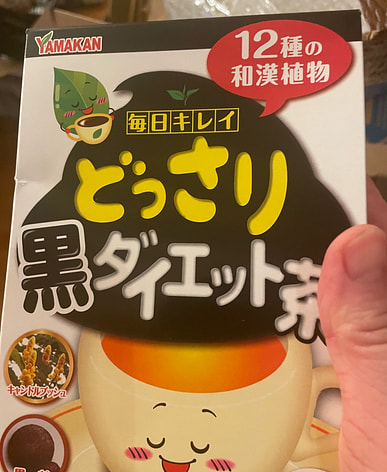 YAMAKAN
12種の
和漢植物
毎日キレイ
どっさり
黒ダイエット茶
キャンドルブッシュ